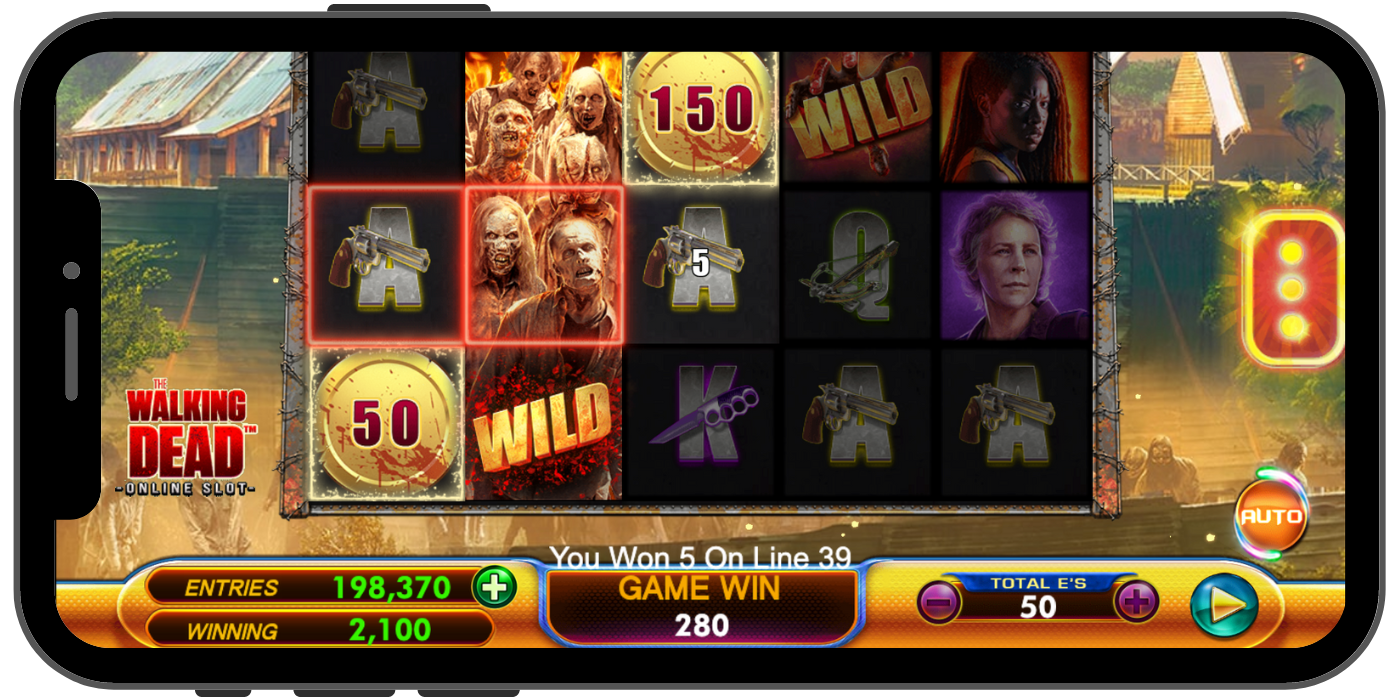 A
150
WILD
A
A
5
Q
50
WILD
K
A
A
THE
WALKING
DEAD™
-ONLINE SLOT-
AUTO
You Won 5 On Line 39
ENTRIES 198,370
GAME WIN
TOTAL E'S
50
WINNING 2,100
280